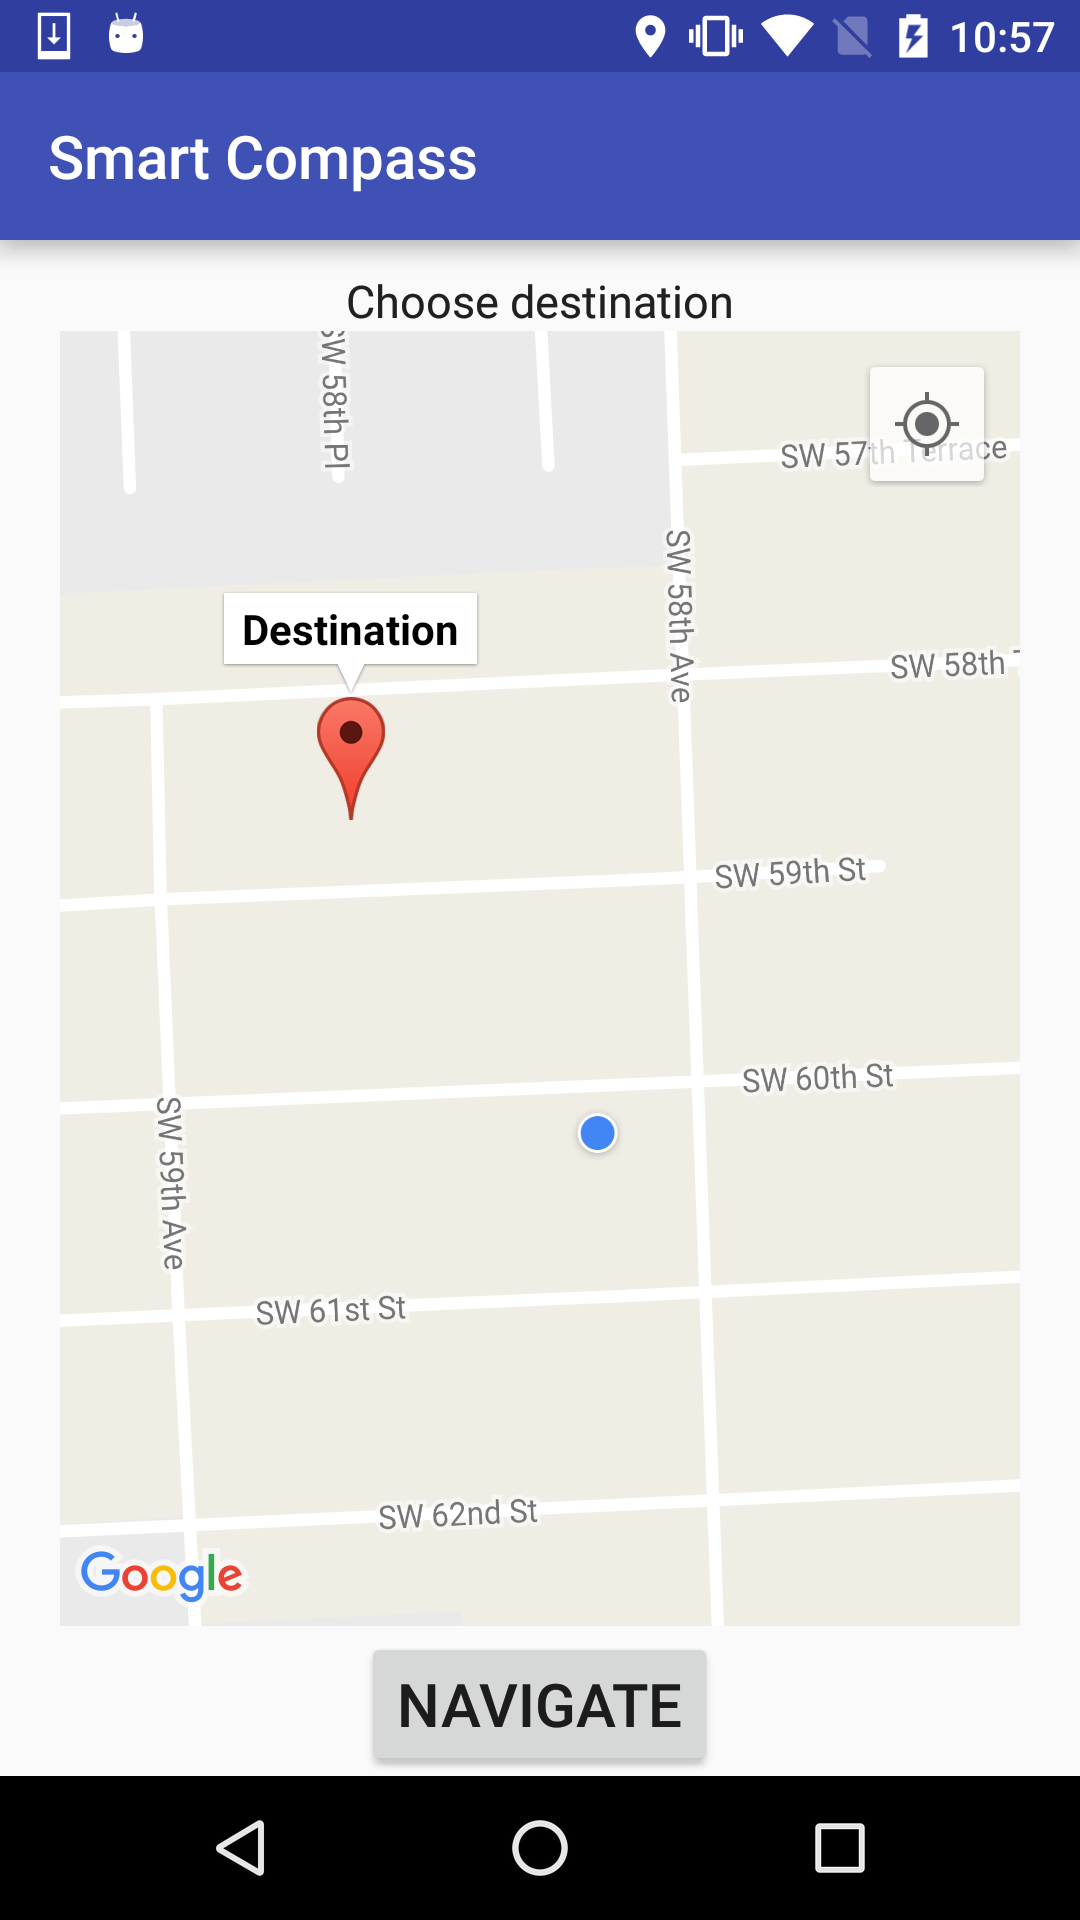 10:57
Smart Compass
Choose destination
SW 58th Pl
SW 57th Terrace
SW 58th Ave
Destination
SW 58th
SW 59th St
SW 60th St
SW 59th Ave
SW 61st St
SW 62nd St
Google
NAVIGATE